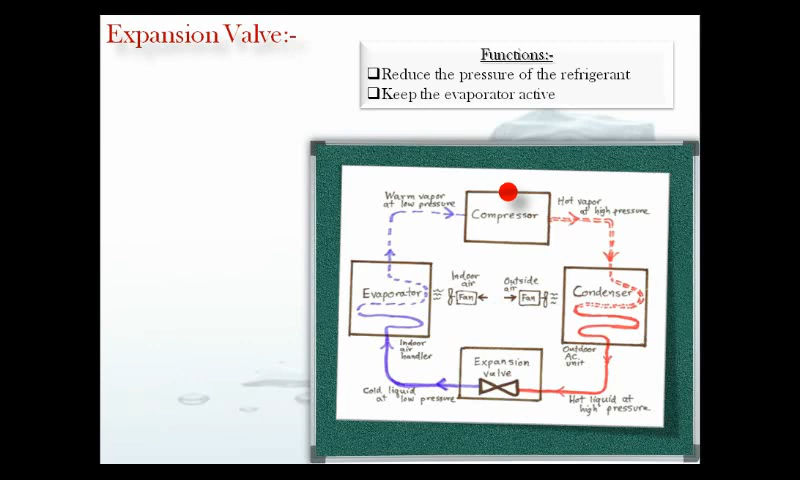 Expansion Valve:-
Functions:-
❑Reduce the pressure of the refrigerant
❑Keep the evaporator active
Warm vapor
at low pressure
Compressor
Hot vapor
at high pressure
Evaporator
Indoor
air
Fan
Outside
air
Fan
Condenser
Indoor
air
handler
Outdoor
AC
unit
Expansion
valve
Cold liquid
at low pressure
Hot liquid at
high pressure